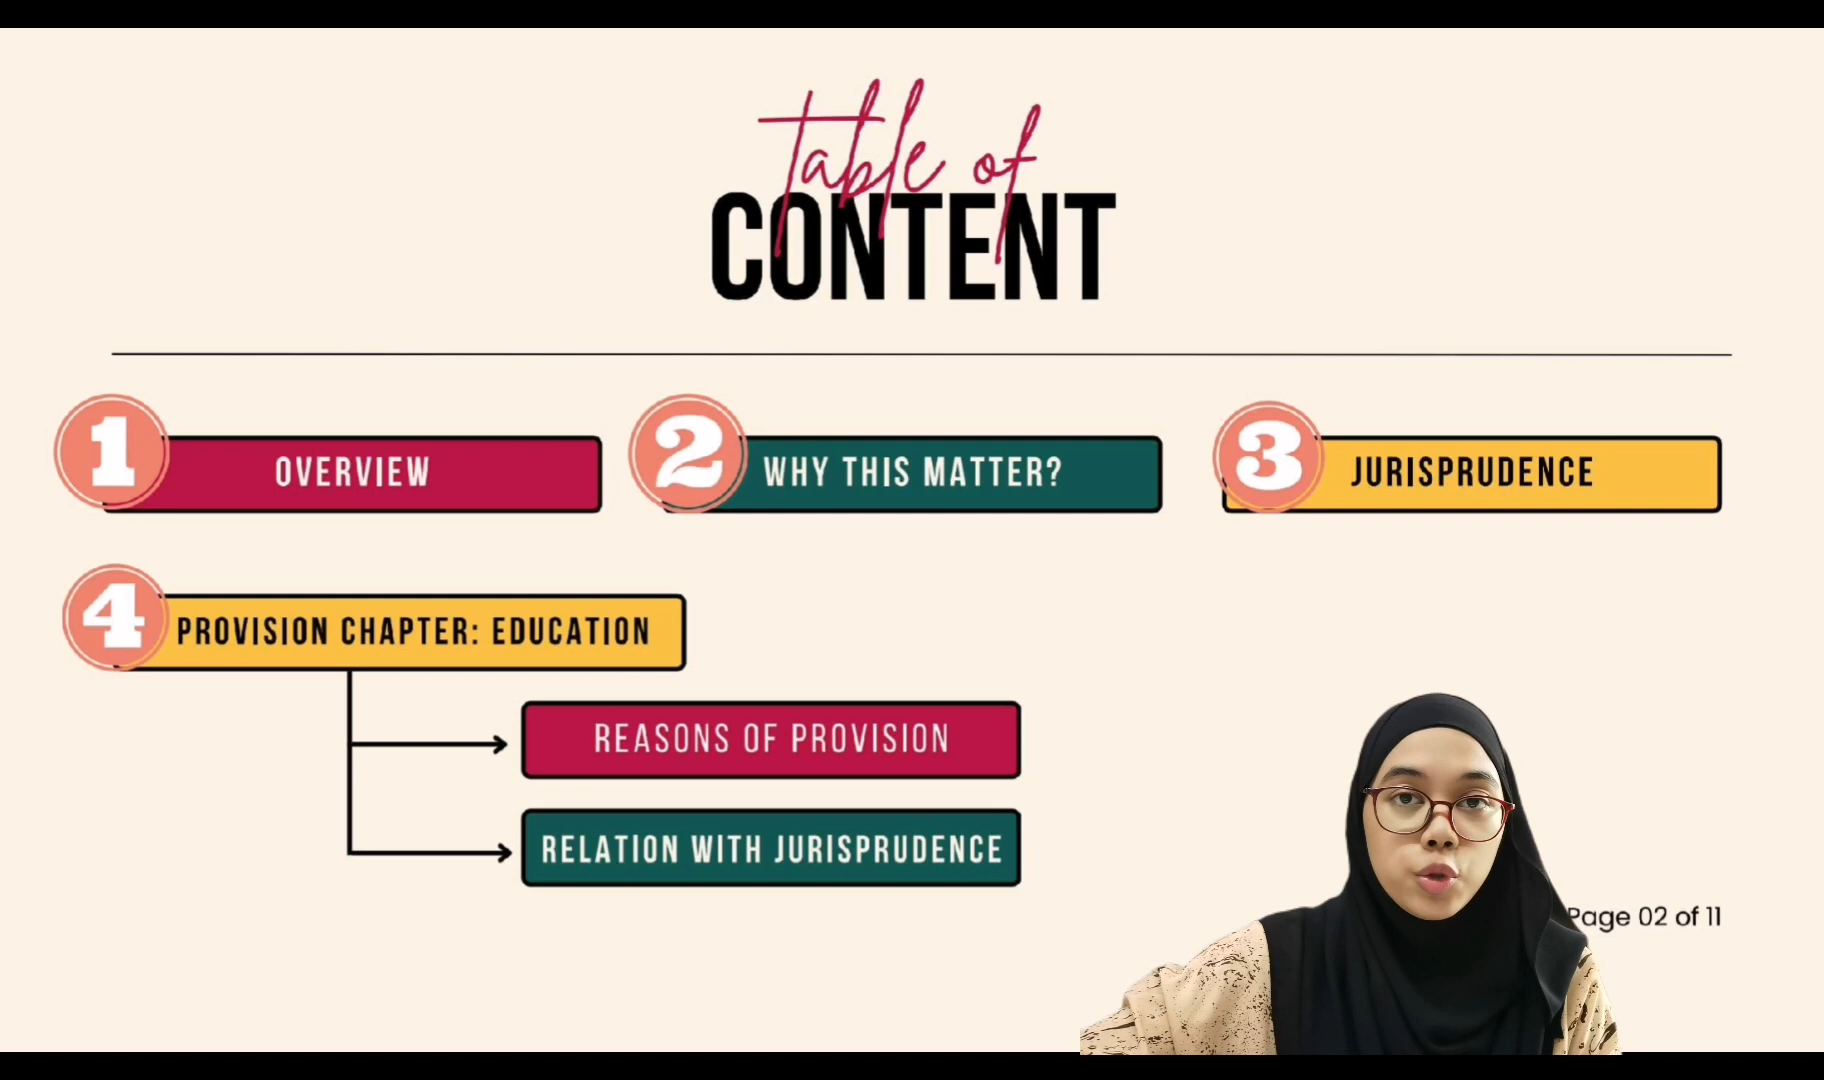 table of
CONTENT
1
OVERVIEW
2
WHY THIS MATTER?
3
JURISPRUDENCE
4
PROVISION CHAPTER: EDUCATION
REASONS OF PROVISION
RELATION WITH JURISPRUDENCE
Page 02 of 11